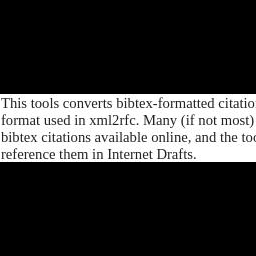 This tools converts bibtex-formatted citatio
format used in xml2rfc. Many (if not most)
bibtex citations available online, and the too
reference them in Internet Drafts.